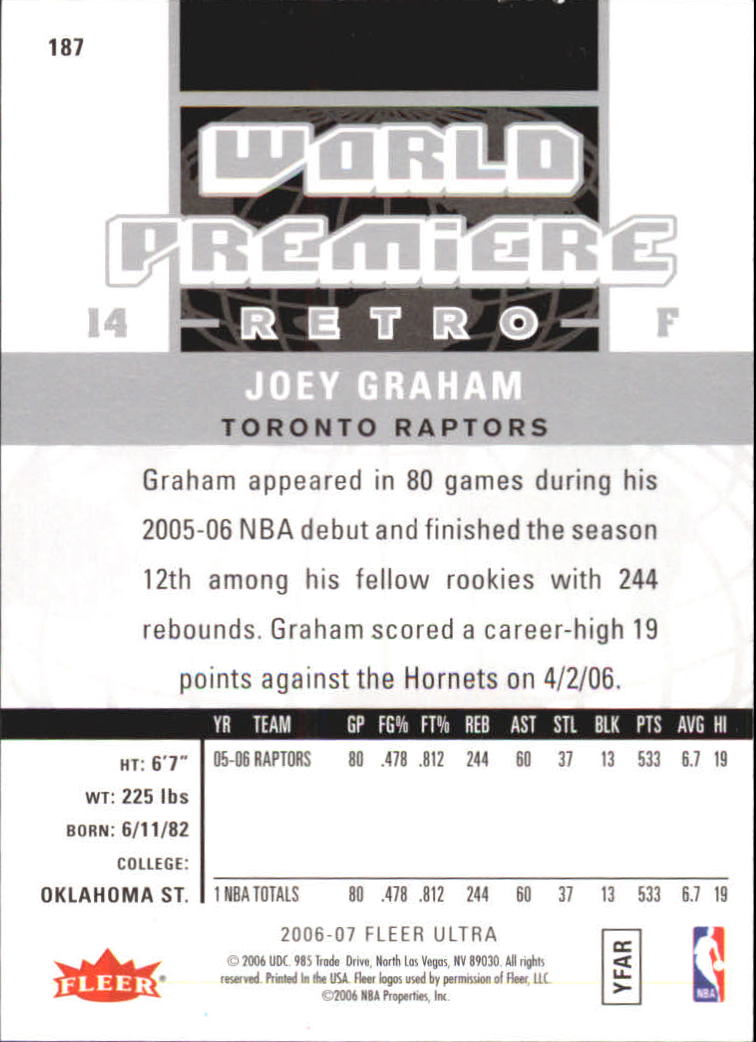 187
WORLD
PREMiERE
14 RETRO F
JOEY GRAHAM
TORONTO RAPTORS
Graham appeared in 80 games during his
2005-06 NBA debut and finished the season
12th among his fellow rookies with 244
rebounds. Graham scored a career-high 19
points against the Hornets on 4/2/06.
YR TEAM GP FG% FT% REB AST STL BLK PTS AVG HI
HT: 6'7" 05-06 RAPTORS 80 .478 .812 244 60 37 13 533 6.7 19
WT: 225 lbs
BORN: 6/11/82
COLLEGE:
OKLAHOMA ST. 1 NBA TOTALS 80 .478 .812 244 60 37 13 533 6.7 19
2006-07 FLEER ULTRA
© 2006 UDC. 985 Trade Drive, North Las Vegas, NV 89030. All rights
reserved. Printed in the USA. Fleer logos used by permission of Fleer, LLC.
©2006 NBA Properties, Inc.
FLEER®
YFAR
NBA